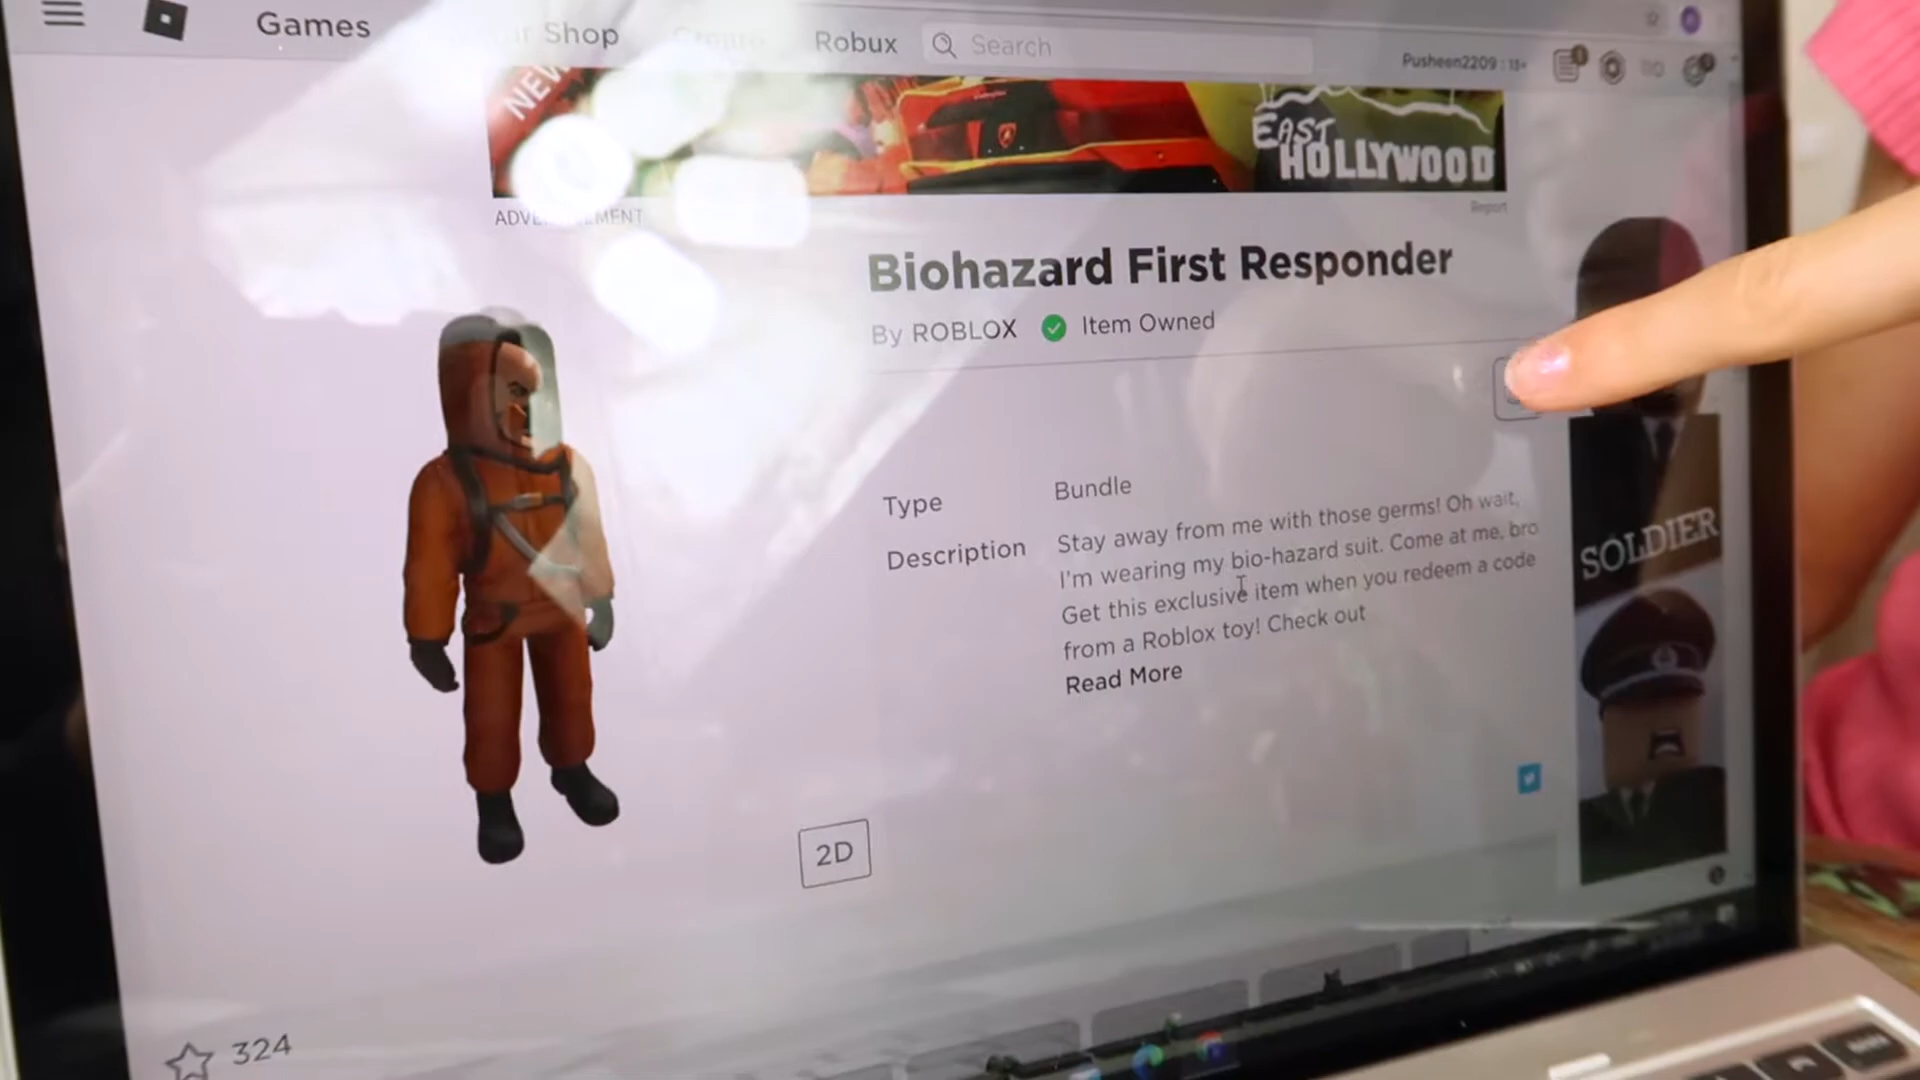 Games
Shop
Robux
Search
Pusheen2209 : 13+
NEW
EAST
HOLLYWOOD
Report
Biohazard First Responder
By ROBLOX Item Owned
Type Bundle
Description Stay away from me with those germs! Oh wait,
I'm wearing my bio-hazard suit. Come at me, bro
Get this exclusive item when you redeem a code
from a Roblox toy! Check out
Read More
SOLDIER
2D
324